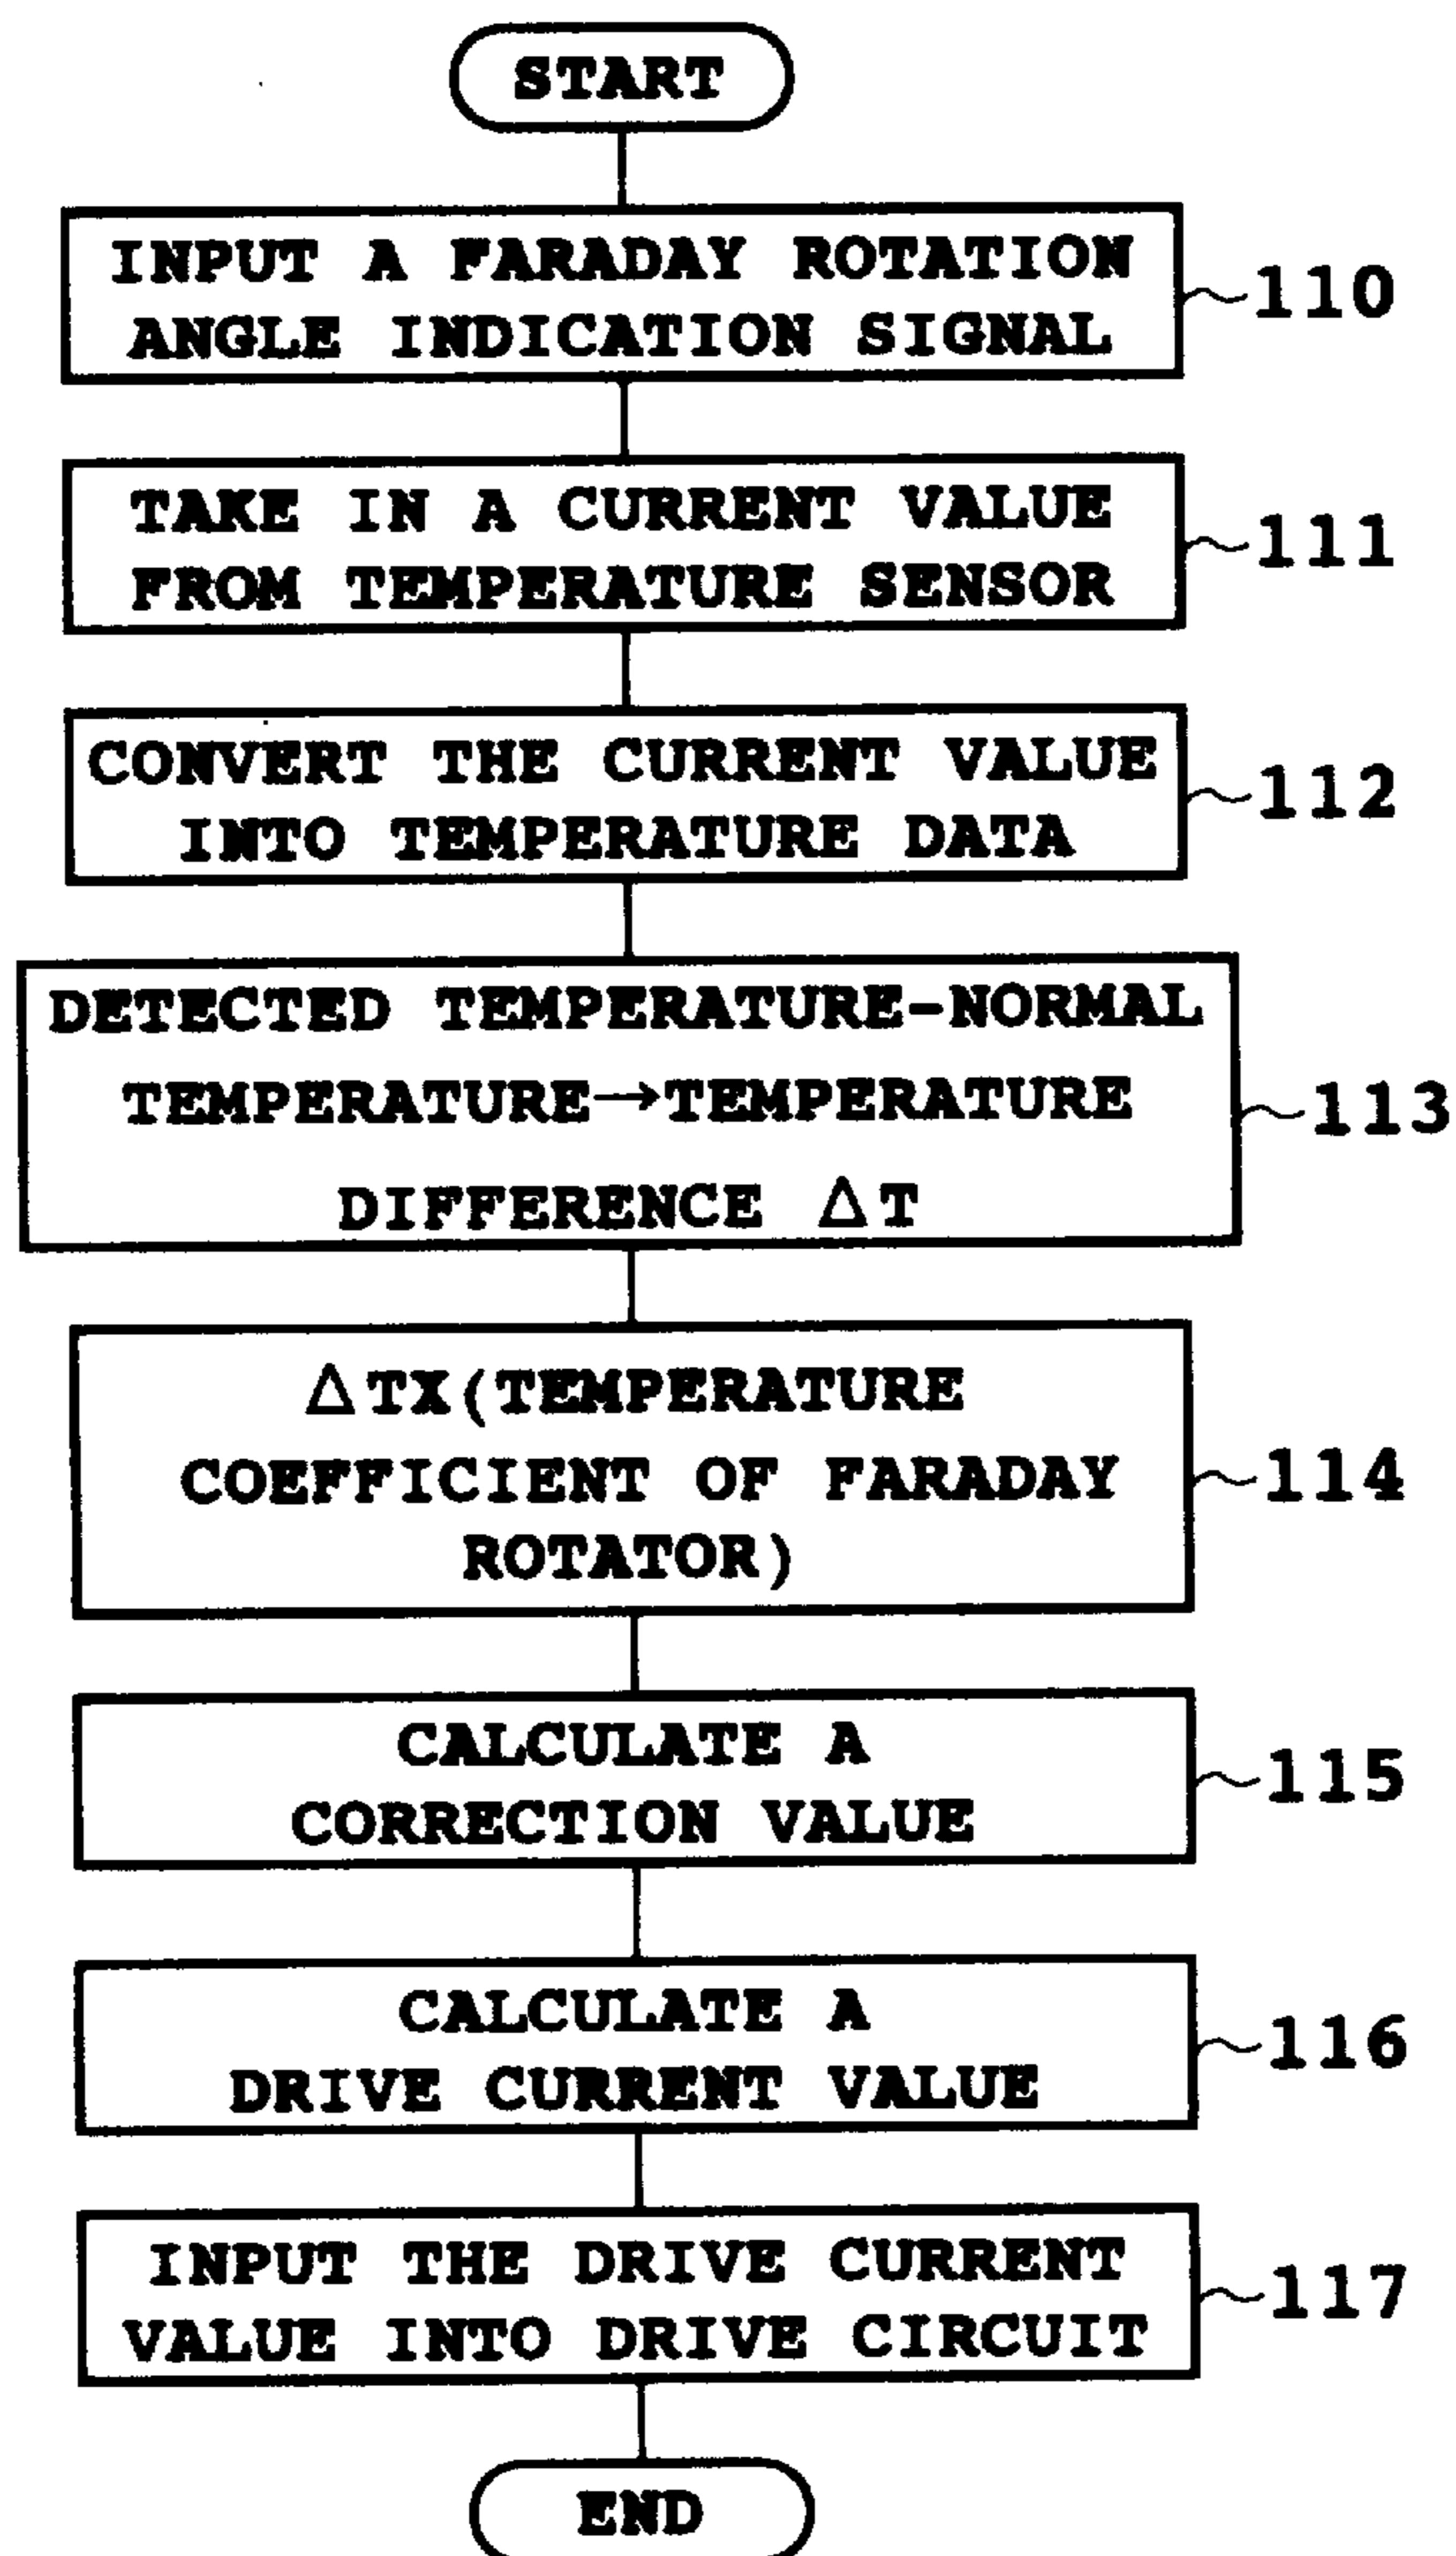 START
INPUT A FARADAY ROTATION
ANGLE INDICATION SIGNAL
110
TAKE IN A CURRENT VALUE
FROM TEMPERATURE SENSOR
111
CONVERT THE CURRENT VALUE
INTO TEMPERATURE DATA
112
DETECTED TEMPERATURE-NORMAL
TEMPERATURE→TEMPERATURE
DIFFERENCE ΔT
113
ΔTX(TEMPERATURE
COEFFICIENT OF FARADAY
ROTATOR)
114
CALCULATE A
CORRECTION VALUE
115
CALCULATE A
DRIVE CURRENT VALUE
116
INPUT THE DRIVE CURRENT
VALUE INTO DRIVE CIRCUIT
117
END